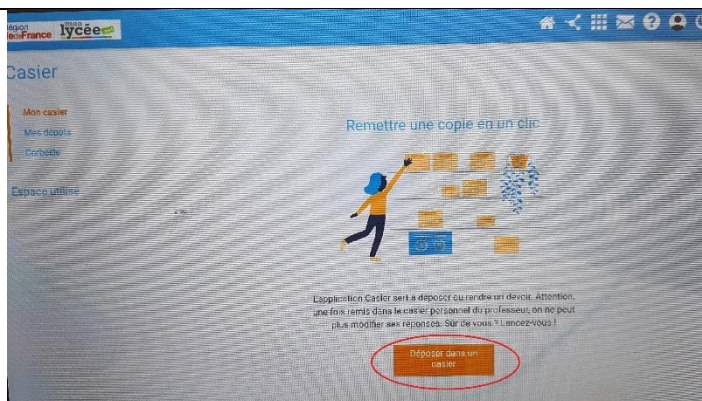 Région
îledeFrance
mon
lycée
Casier
Mon casier
Mes dépôts
Corbeille
Espace utilisé
Remettre une copie en un clic
L'application Casier sert à déposer ou rendre un devoir. Attention,
une fois remis dans le casier personnel du professeur, on ne peut
plus modifier ses réponses. Sûr de vous ? Lancez-vous !
Déposer dans un
casier